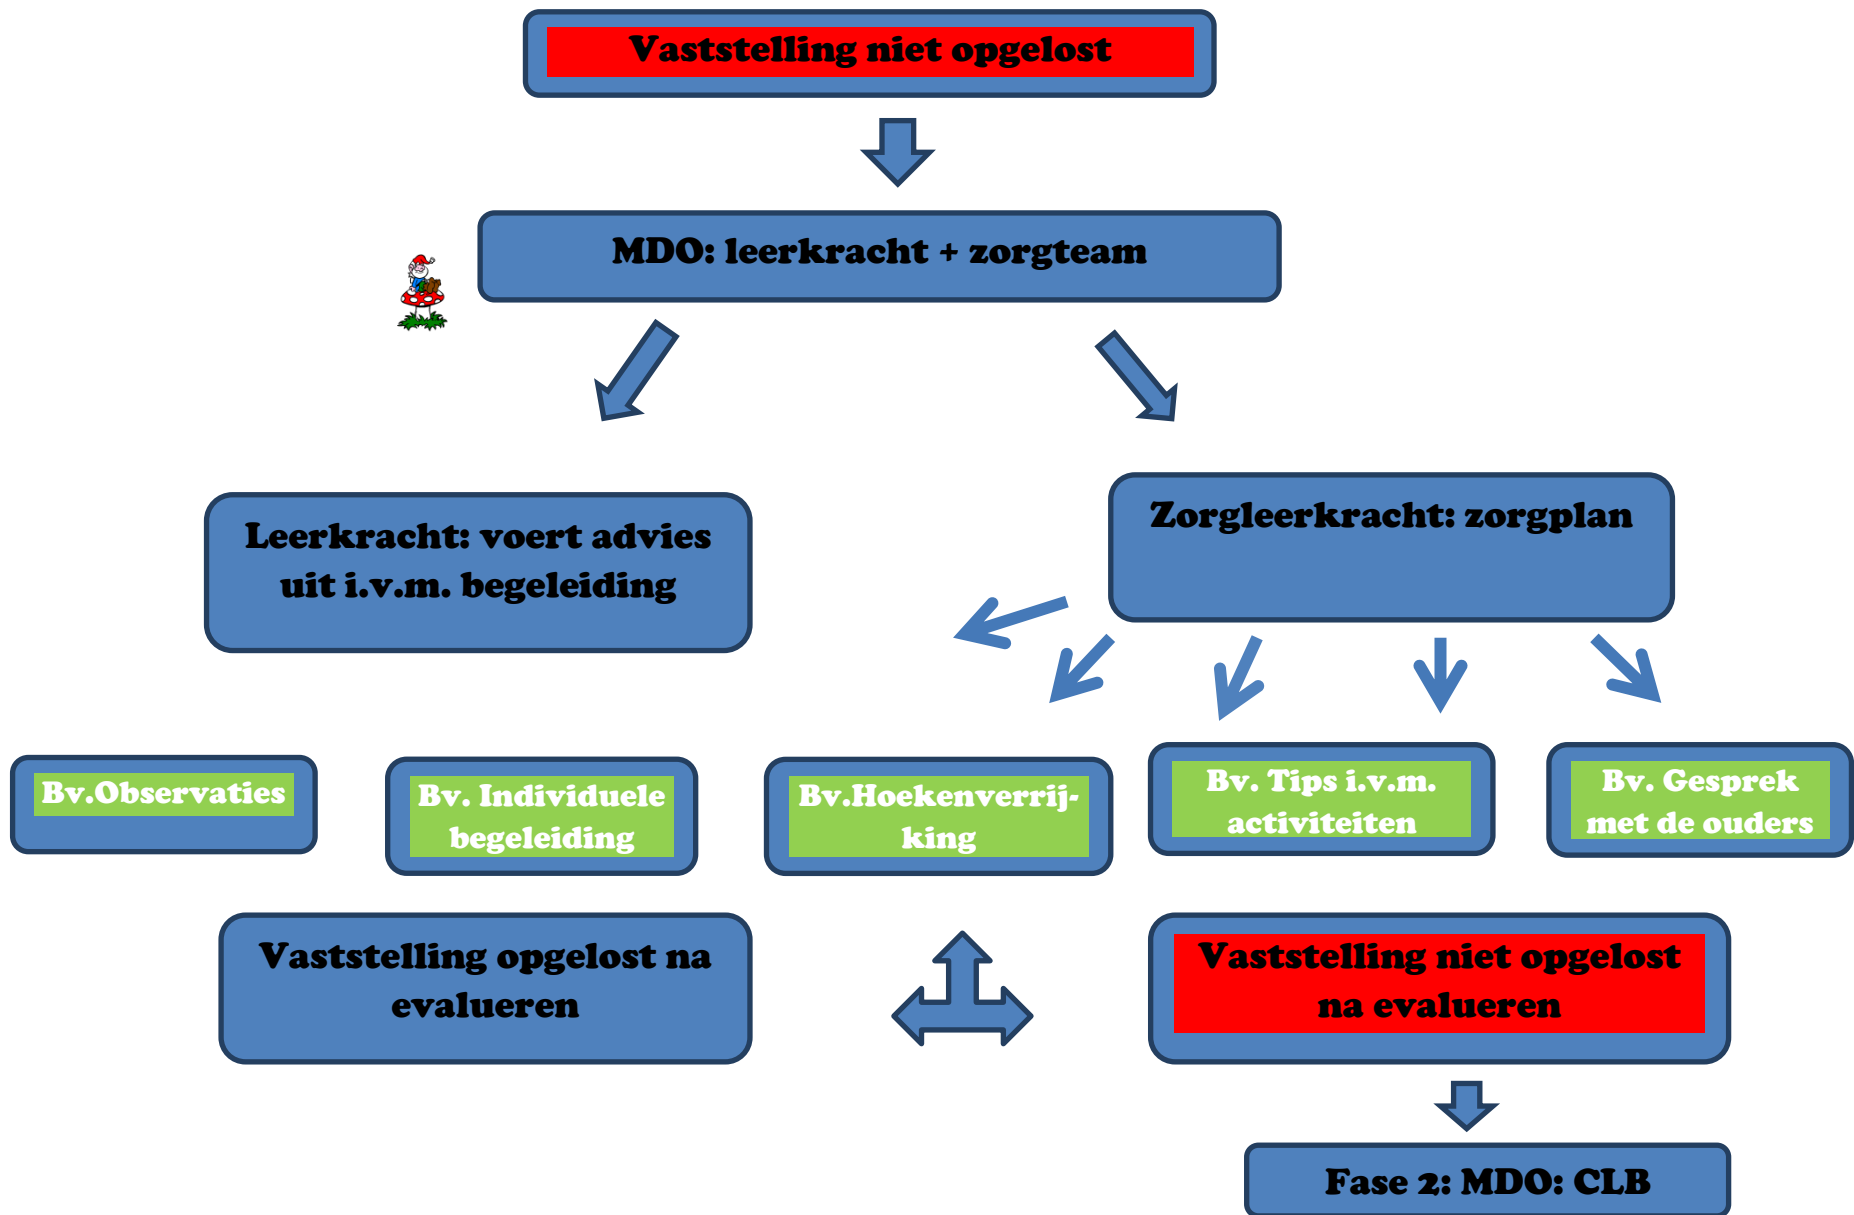 Vaststelling niet opgelost
MDO: leerkracht + zorgteam
Leerkracht: voert advies
uit i.v.m. begeleiding
Zorgleerkracht: zorgplan
Bv.Observaties
Bv. Individuele
begeleiding
Bv.Hoekenverrij-
king
Bv. Tips i.v.m.
activiteiten
Bv. Gesprek
met de ouders
Vaststelling opgelost na
evalueren
Vaststelling niet opgelost
na evalueren
Fase 2: MDO: CLB